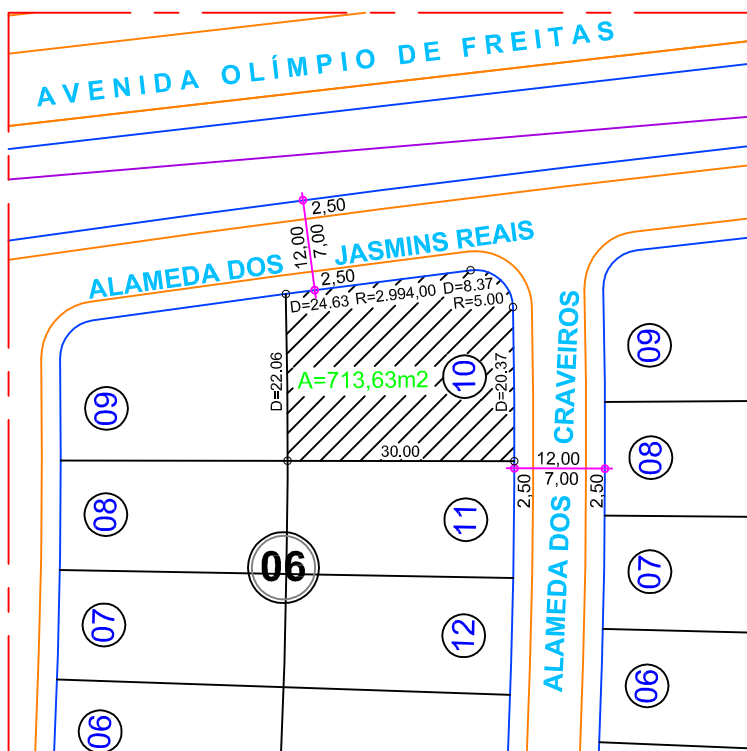 AVENIDA OLÍMPIO DE FREITAS
2,50
12,00
7,00
ALAMEDA DOS JASMINS REAIS
2,50
D=24.63 R=2.994,00
D=8.37
R=5.00
D=22.06
A=713,63m2
10
D=20.37
30.00
ALAMEDA DOS CRAVEIROS
12,00
7,00
2,50
2,50
09
08
07
06
06
11
12
09
08
07
06